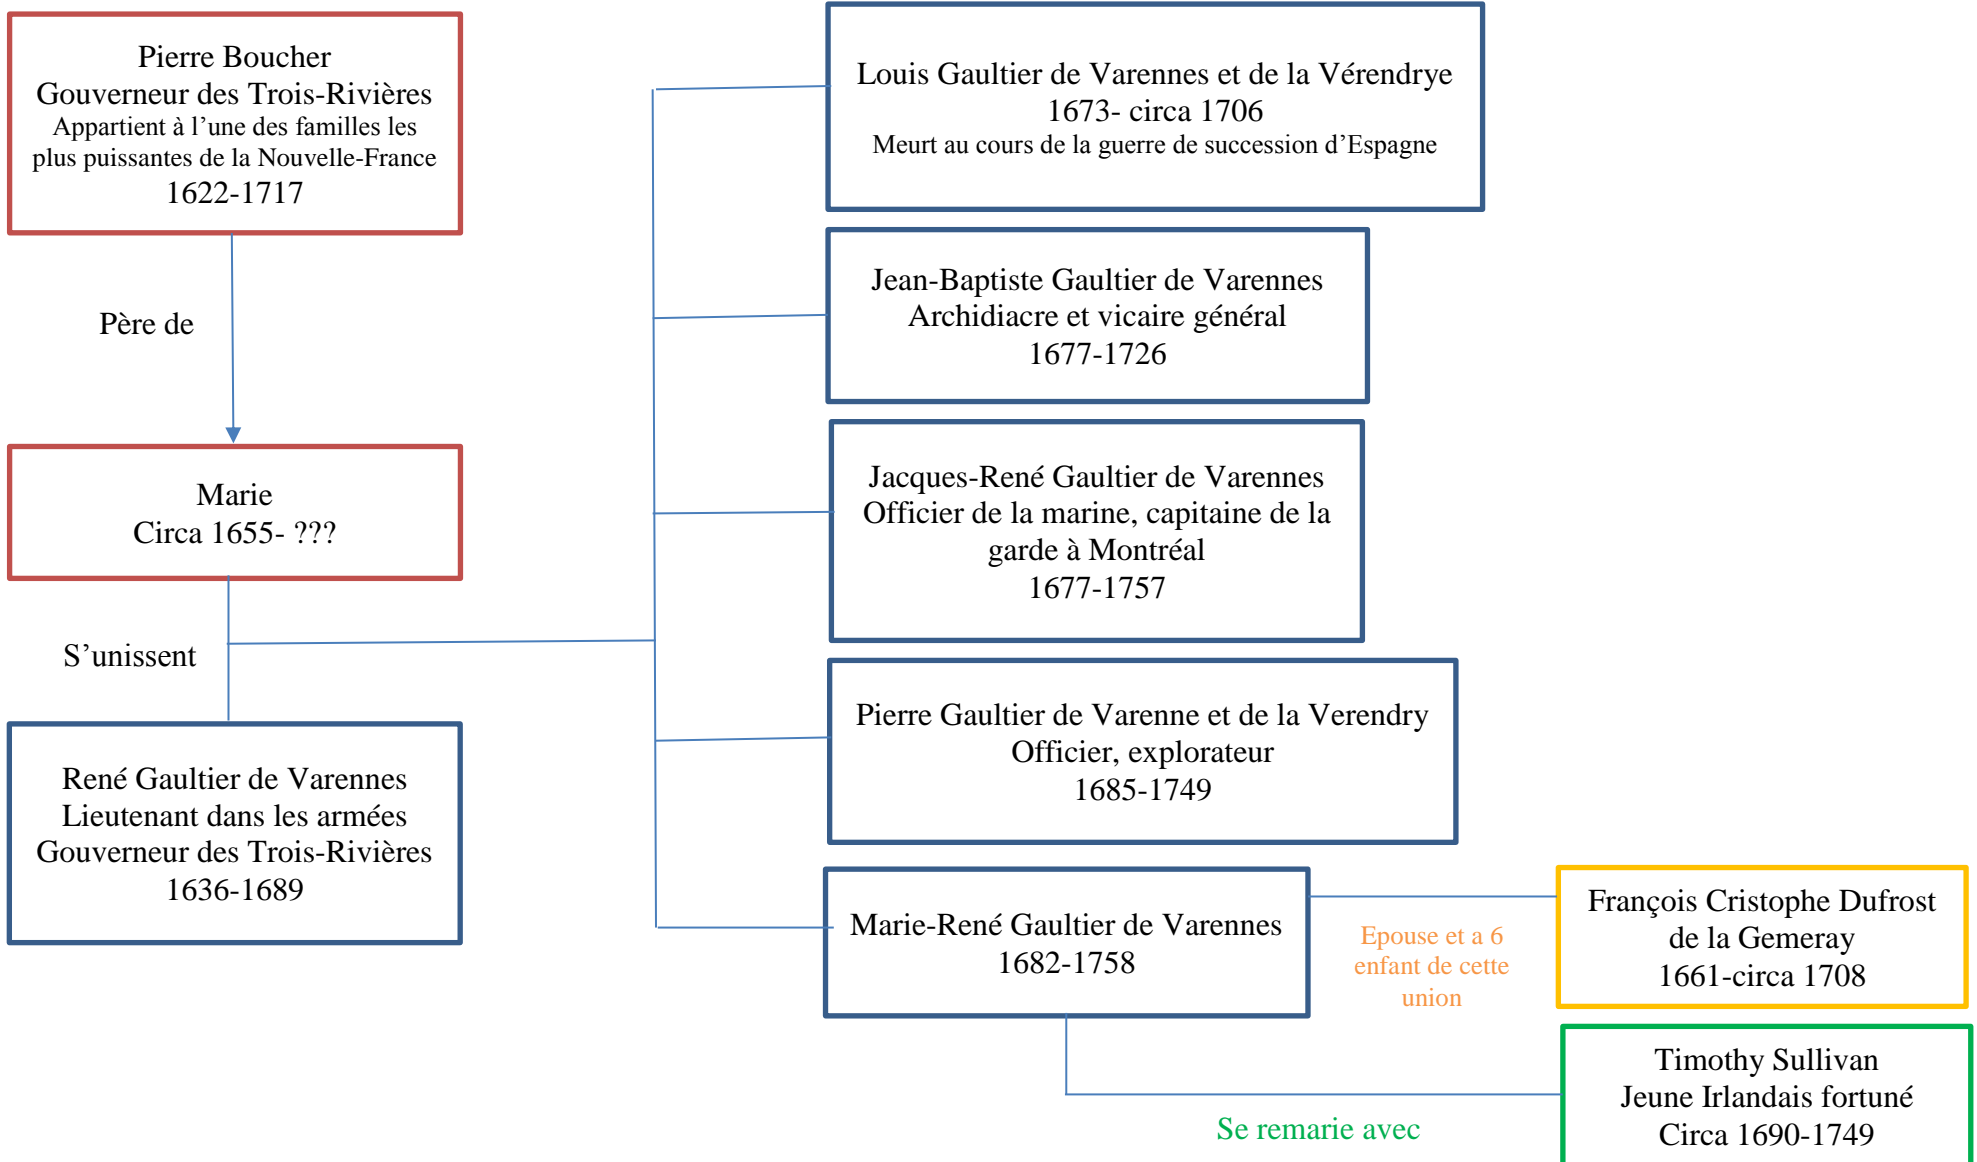 Pierre Boucher
Gouverneur des Trois-Rivières
Appartient à l’une des familles les
plus puissantes de la Nouvelle-France
1622-1717
Père de
Marie
Circa 1655- ???
S’unissent
René Gaultier de Varennes
Lieutenant dans les armées
Gouverneur des Trois-Rivières
1636-1689
Louis Gaultier de Varennes et de la Vérendrye
1673- circa 1706
Meurt au cours de la guerre de succession d’Espagne
Jean-Baptiste Gaultier de Varennes
Archidiacre et vicaire général
1677-1726
Jacques-René Gaultier de Varennes
Officier de la marine, capitaine de la
garde à Montréal
1677-1757
Pierre Gaultier de Varenne et de la Verendry
Officier, explorateur
1685-1749
Marie-René Gaultier de Varennes
1682-1758
Epouse et a 6
enfant de cette
union
François Cristophe Dufrost
de la Gemeray
1661-circa 1708
Se remarie avec
Timothy Sullivan
Jeune Irlandais fortuné
Circa 1690-1749